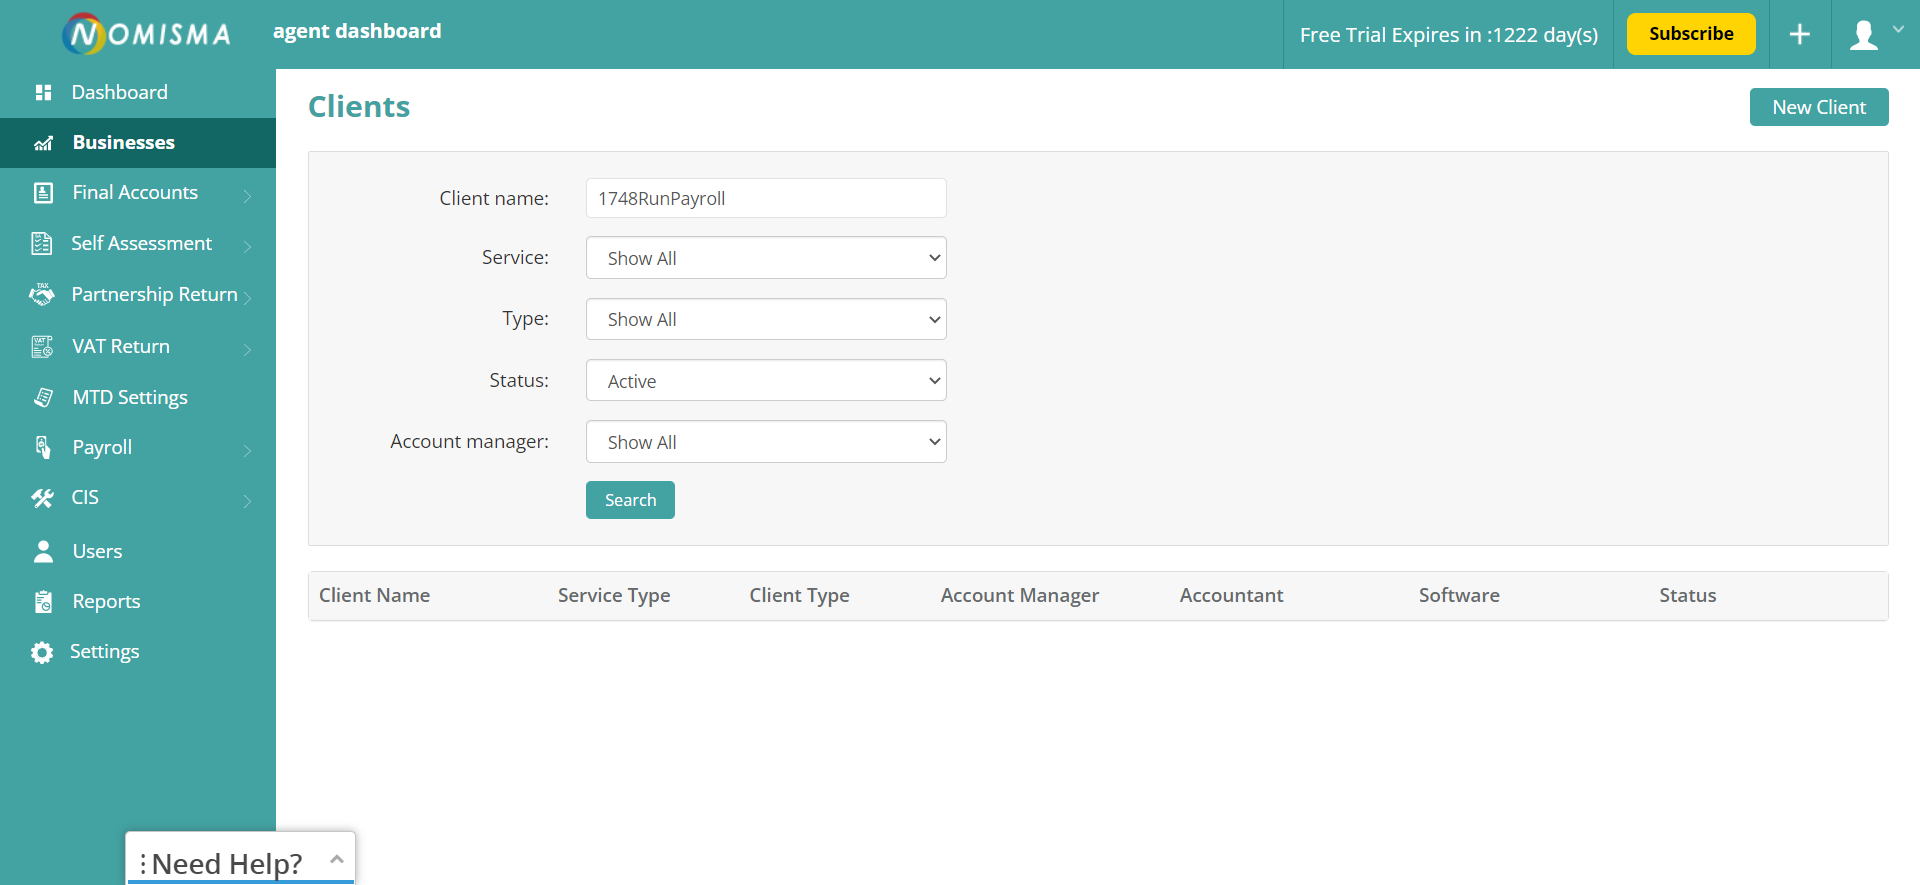 NOMISMA
agent dashboard
Free Trial Expires in :1222 day(s)
Subscribe
Dashboard
Businesses
Final Accounts
Self Assessment
Partnership Return
VAT Return
MTD Settings
Payroll
CIS
Users
Reports
Settings
Clients
New Client
Client name:
1748RunPayroll
Service:
Show All
Type:
Show All
Status:
Active
Account manager:
Show All
Search
Client Name Service Type Client Type Account Manager Accountant Software Status
Need Help?